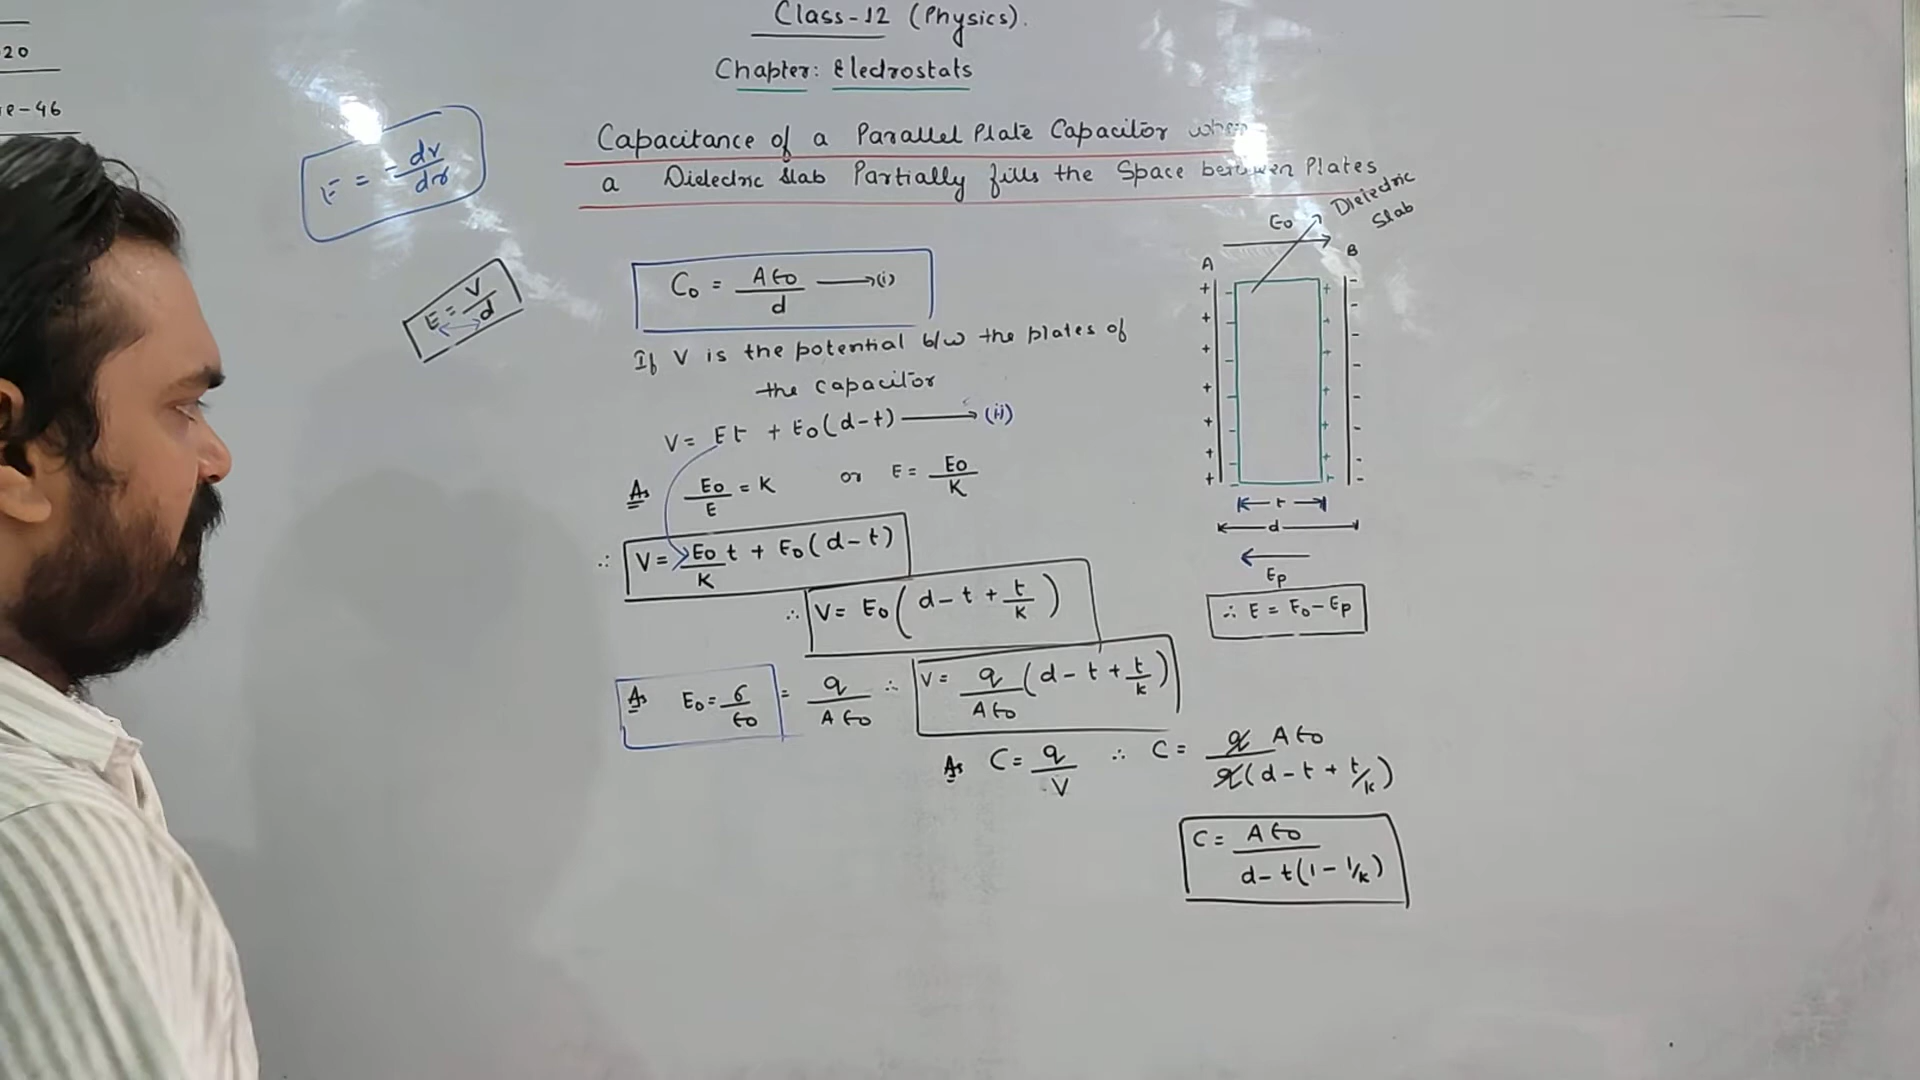 Class-12 (Physics).
Chapter: Electrostats
20
e-46
E = -dv/dr
Capacitance of a Parallel Plate Capacitor when
a Dielectric slab Partially fills the Space between Plates
Dielectric
Slab
E = V/d
C₀ = Aε₀/d → (i)
If V is the potential b/w the plates of
the capacitor
V = Et + E₀(d-t) → (ii)
As E₀/E = K or E = E₀/K
∴ V = E₀/K t + E₀(d-t)
∴ V = E₀(d-t + t/K)
As E₀ = σ/ε₀ = q/Aε₀ ∴ V = q/Aε₀ (d-t + t/k)
As C = q/V ∴ C = q Aε₀/q(d-t + t/k)
C = Aε₀/d-t(1-1/k)
E₀
A B
+ - + -
+ - + -
+ - + -
+ - + -
+ - + -
+ - + -
+ - + -
t
d
Ep
∴ E = E₀-Ep